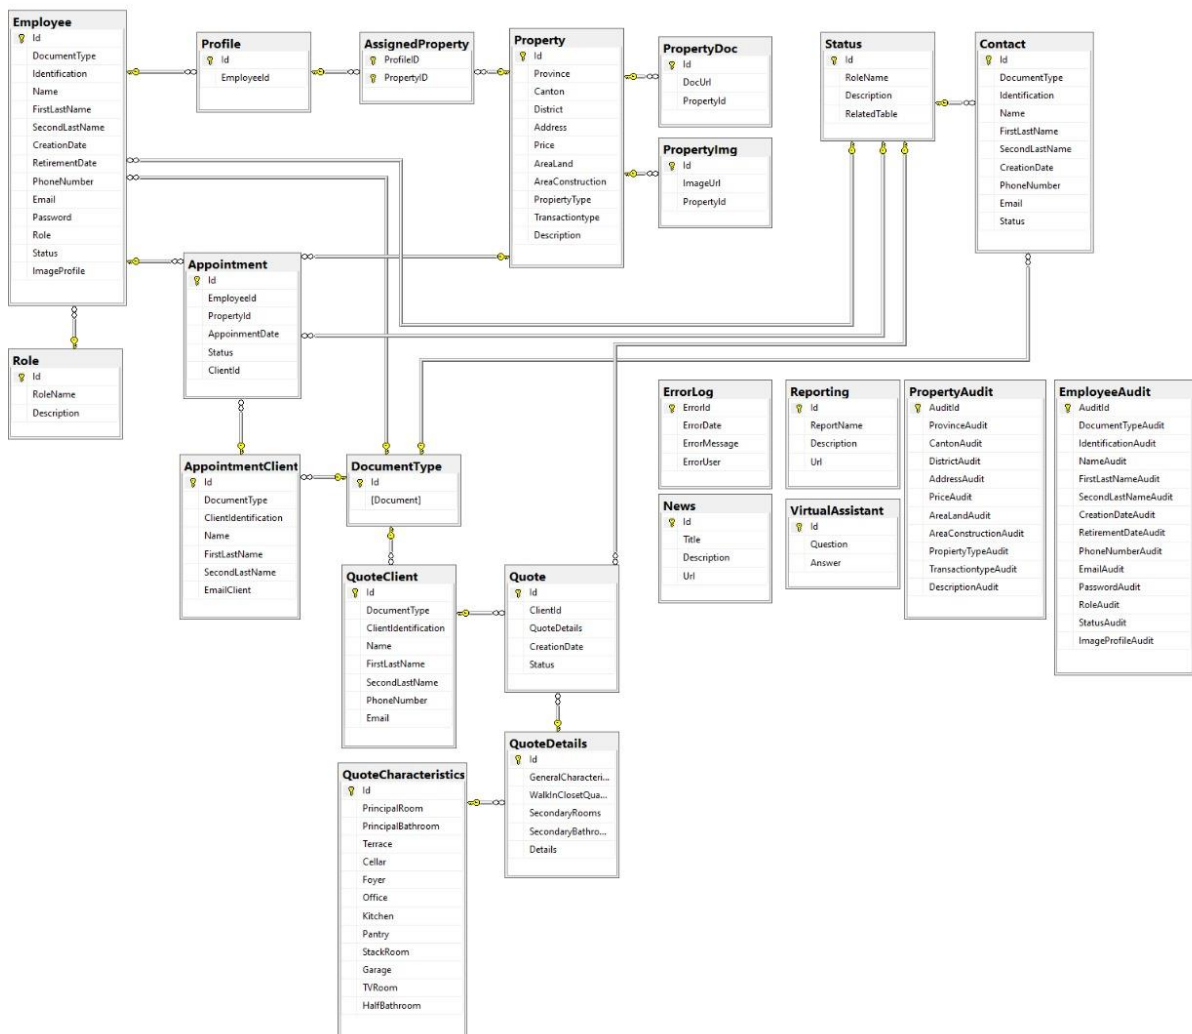 Employee
Id
DocumentType
Identification
Name
FirstLastName
SecondLastName
CreationDate
RetirementDate
PhoneNumber
Email
Password
Role
Status
ImageProfile
Profile
Id
EmployeeId
AssignedProperty
ProfileID
PropertyID
Property
Id
Province
Canton
District
Address
Price
AreaLand
AreaConstruction
PropiertyType
Transactiontype
Description
PropertyDoc
Id
DocUrl
PropertyId
PropertyImg
Id
ImageUrl
PropertyId
Status
Id
RoleName
Description
RelatedTable
Contact
Id
DocumentType
Identification
Name
FirstLastName
SecondLastName
CreationDate
PhoneNumber
Email
Status
Appointment
Id
EmployeeId
PropertyId
AppoinmentDate
Status
ClientId
Role
Id
RoleName
Description
AppointmentClient
Id
DocumentType
ClientIdentification
Name
FirstLastName
SecondLastName
EmailClient
DocumentType
Id
[Document]
ErrorLog
ErrorId
ErrorDate
ErrorMessage
ErrorUser
Reporting
Id
ReportName
Description
Url
PropertyAudit
AuditId
ProvinceAudit
CantonAudit
DistrictAudit
AddressAudit
PriceAudit
AreaLandAudit
AreaConstructionAudit
PropiertyTypeAudit
TransactiontypeAudit
DescriptionAudit
EmployeeAudit
AuditId
DocumentTypeAudit
IdentificationAudit
NameAudit
FirstLastNameAudit
SecondLastNameAudit
CreationDateAudit
RetirementDateAudit
PhoneNumberAudit
EmailAudit
PasswordAudit
RoleAudit
StatusAudit
ImageProfileAudit
News
Id
Title
Description
Url
VirtualAssistant
Id
Question
Answer
QuoteClient
Id
DocumentType
ClientIdentification
Name
FirstLastName
SecondLastName
PhoneNumber
Email
Quote
Id
ClientId
QuoteDetails
CreationDate
Status
QuoteDetails
Id
GeneralCharacteri...
WalkInClosetQua...
SecondaryRooms
SecondaryBathro...
Details
QuoteCharacteristics
Id
PrincipalRoom
PrincipalBathroom
Terrace
Cellar
Foyer
Office
Kitchen
Pantry
StackRoom
Garage
TVRoom
HalfBathroom